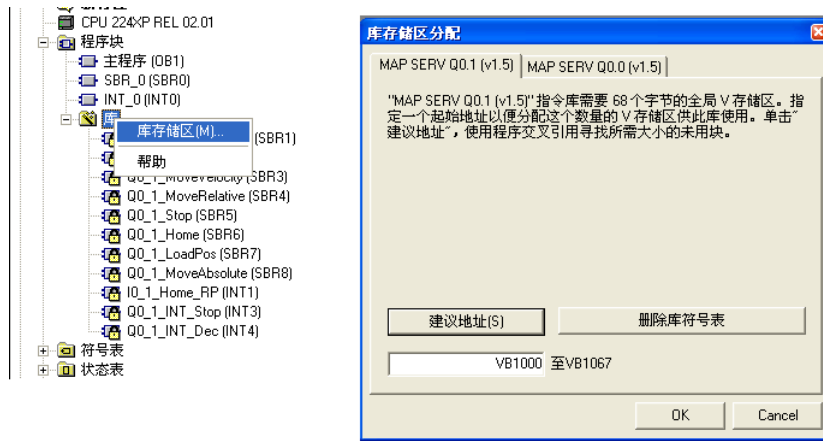 CPU 224XP REL 02.01
程序块
主程序 (OB1)
SBR_0 (SBR0)
INT_0 (INT0)
库
库存储区(M)...
帮助
(SBR1)
Q0_1_MoveVelocity (SBR3)
Q0_1_MoveRelative (SBR4)
Q0_1_Stop (SBR5)
Q0_1_Home (SBR6)
Q0_1_LoadPos (SBR7)
Q0_1_MoveAbsolute (SBR8)
I0_1_Home_RP (INT1)
Q0_1_INT_Stop (INT3)
Q0_1_INT_Dec (INT4)
符号表
状态表
库存储区分配
MAP SERV Q0.1 (v1.5)
MAP SERV Q0.0 (v1.5)
"MAP SERV Q0.1 (v1.5)"指令库需要 68 个字节的全局 V 存储区。指
定一个起始地址以便分配这个数量的 V 存储区供此库使用。单击"
建议地址"，使用程序交叉引用寻找所需大小的未用块。
建议地址(S)
删除库符号表
VB1000 至VB1067
OK
Cancel